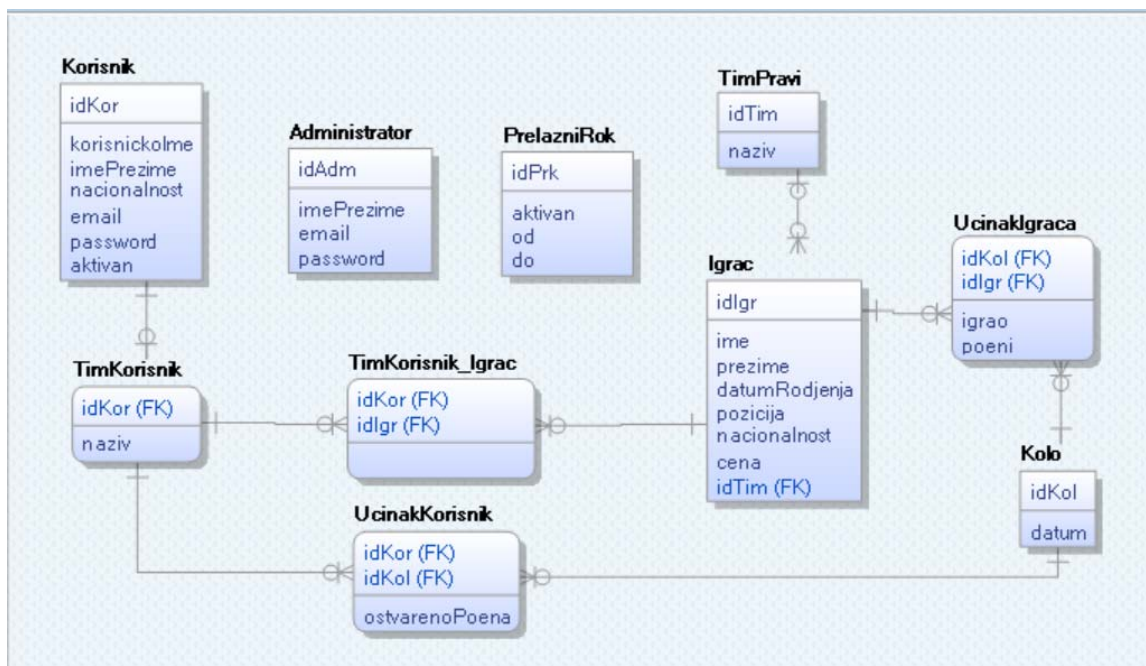 Korisnik
idKor
korisnickoIme
imePrezime
nacionalnost
email
password
aktivan
Administrator
idAdm
imePrezime
email
password
PrelazniRok
idPrk
aktivan
od
do
TimPravi
idTim
naziv
UcinakIgraca
idKol (FK)
idIgr (FK)
igrao
poeni
Igrac
idIgr
ime
prezime
datumRodjenja
pozicija
nacionalnost
cena
idTim (FK)
TimKorisnik
idKor (FK)
naziv
TimKorisnik_Igrac
idKor (FK)
idIgr (FK)
Kolo
idKol
datum
UcinakKorisnik
idKor (FK)
idKol (FK)
ostvarenoPoena